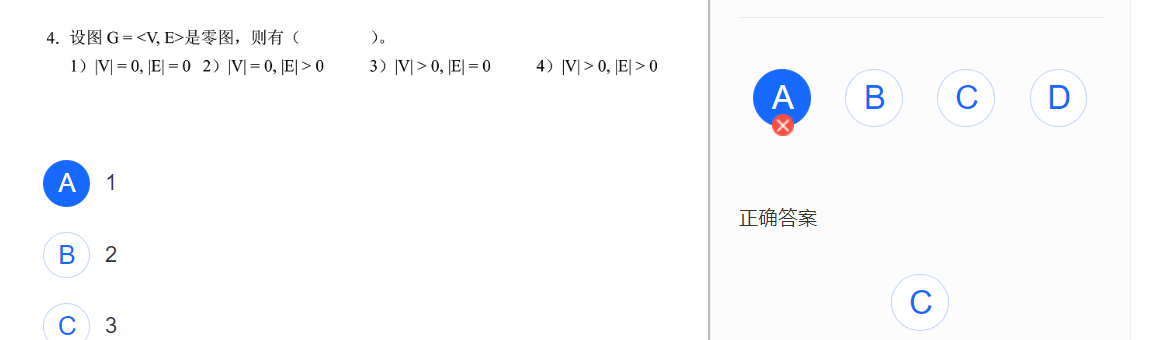 4. 设图 G = <V, E>是零图，则有（ ）。
1）|V| = 0, |E| = 0 2）|V| = 0, |E| > 0 3）|V| > 0, |E| = 0 4）|V| > 0, |E| > 0
A 1
B 2
C 3
A B C D
正确答案
C